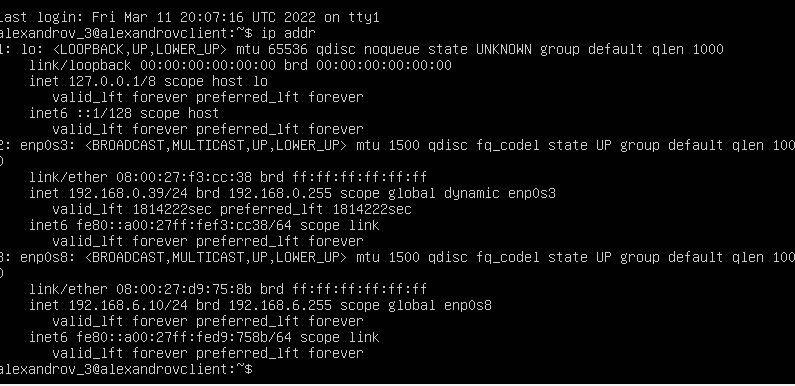 Last login: Fri Mar 11 20:07:16 UTC 2022 on tty1
alexandrov_3@alexandrovclient:~$ ip addr
1: lo: <LOOPBACK,UP,LOWER_UP> mtu 65536 qdisc noqueue state UNKNOWN group default qlen 1000
    link/loopback 00:00:00:00:00:00 brd 00:00:00:00:00:00
    inet 127.0.0.1/8 scope host lo
       valid_lft forever preferred_lft forever
    inet6 ::1/128 scope host
       valid_lft forever preferred_lft forever
2: enp0s3: <BROADCAST,MULTICAST,UP,LOWER_UP> mtu 1500 qdisc fq_codel state UP group default qlen 100
0
    link/ether 08:00:27:f3:cc:38 brd ff:ff:ff:ff:ff:ff
    inet 192.168.0.39/24 brd 192.168.0.255 scope global dynamic enp0s3
       valid_lft 1814222sec preferred_lft 1814222sec
    inet6 fe80::a00:27ff:fef3:cc38/64 scope link
       valid_lft forever preferred_lft forever
3: enp0s8: <BROADCAST,MULTICAST,UP,LOWER_UP> mtu 1500 qdisc fq_codel state UP group default qlen 100
0
    link/ether 08:00:27:d9:75:8b brd ff:ff:ff:ff:ff:ff
    inet 192.168.6.10/24 brd 192.168.6.255 scope global enp0s8
       valid_lft forever preferred_lft forever
    inet6 fe80::a00:27ff:fed9:758b/64 scope link
       valid_lft forever preferred_lft forever
alexandrov_3@alexandrovclient:~$